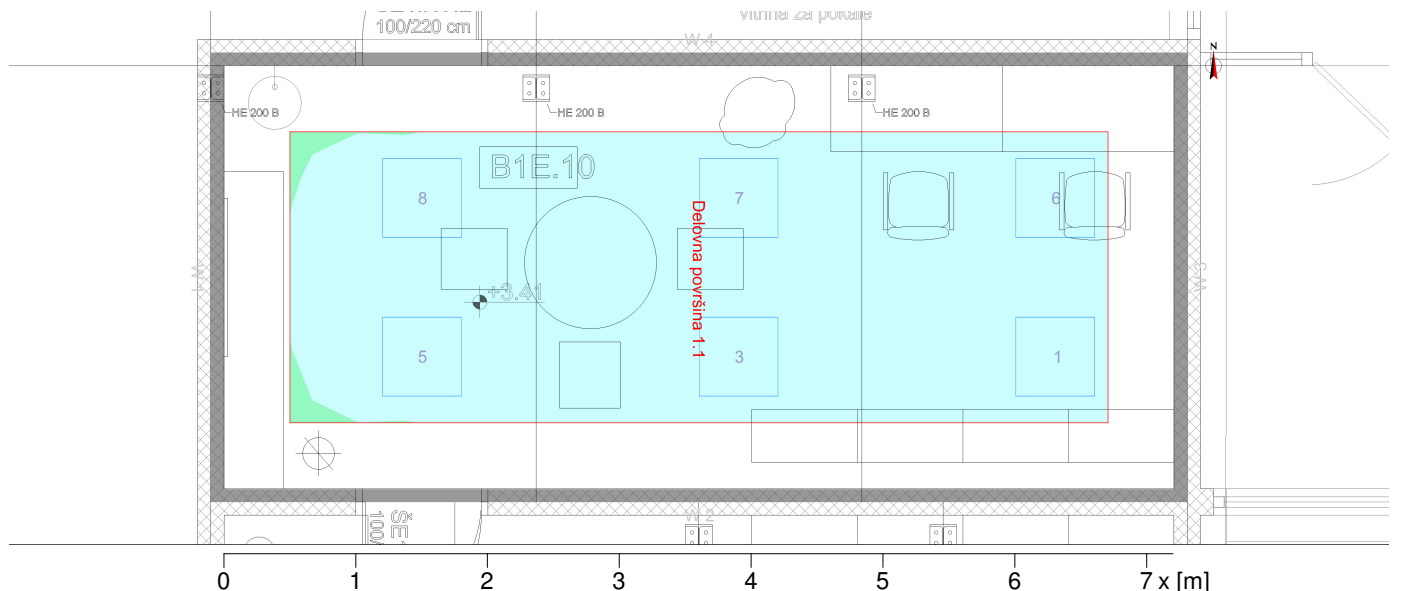 100/220 cm
vitrina za pokale
W 4
N
HE 200 B
HE 200 B
HE 200 B
B1E.10
8
7
6
Delovna površina 1.1
W 1
W 3
+3.41
5
3
1
W 2
ŠE
100/
0
1
2
3
4
5
6
7 x [m]